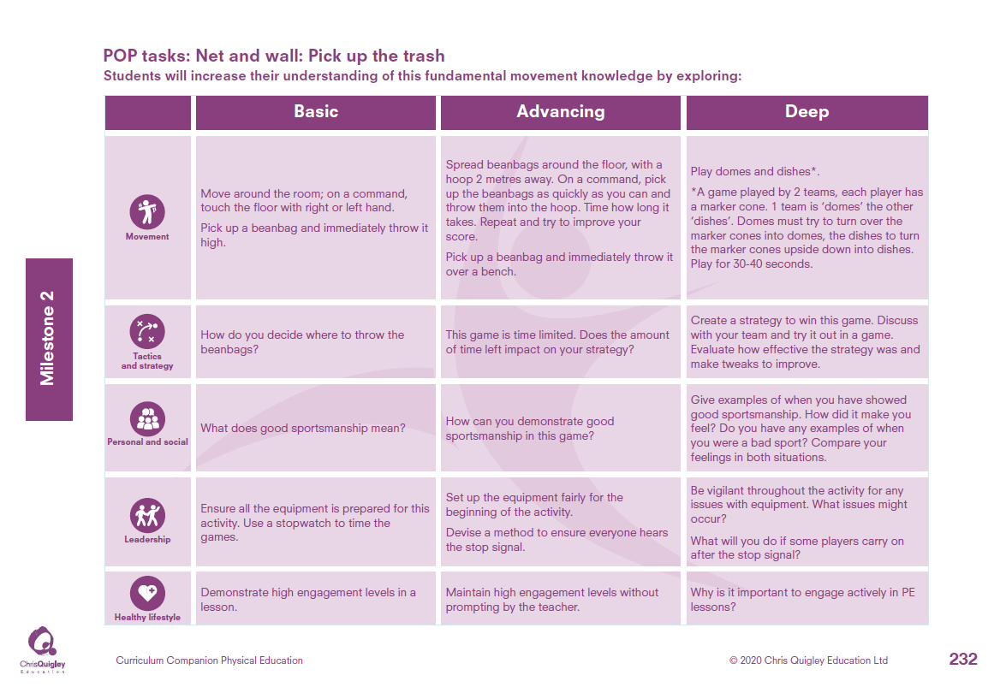 POP tasks: Net and wall: Pick up the trash
Students will increase their understanding of this fundamental movement knowledge by exploring:
Basic
Advancing
Deep
Movement
Move around the room; on a command,
touch the floor with right or left hand.
Pick up a beanbag and immediately throw it
high.
Spread beanbags around the floor, with a
hoop 2 metres away. On a command, pick
up the beanbags as quickly as you can and
throw them into the hoop. Time how long it
takes. Repeat and try to improve your
score.
Pick up a beanbag and immediately throw it
over a bench.
Play domes and dishes*.
*A game played by 2 teams, each player has
a marker cone. 1 team is ‘domes’ the other
‘dishes’. Domes must try to turn over the
marker cones into domes, the dishes to turn
the marker cones upside down into dishes.
Play for 30-40 seconds.
Tactics
and strategy
How do you decide where to throw the
beanbags?
This game is time limited. Does the amount
of time left impact on your strategy?
Create a strategy to win this game. Discuss
with your team and try it out in a game.
Evaluate how effective the strategy was and
make tweaks to improve.
Personal and social
What does good sportsmanship mean?
How can you demonstrate good
sportsmanship in this game?
Give examples of when you have showed
good sportsmanship. How did it make you
feel? Do you have any examples of when
you were a bad sport? Compare your
feelings in both situations.
Leadership
Ensure all the equipment is prepared for this
activity. Use a stopwatch to time the
games.
Set up the equipment fairly for the
beginning of the activity.
Devise a method to ensure everyone hears
the stop signal.
Be vigilant throughout the activity for any
issues with equipment. What issues might
occur?
What will you do if some players carry on
after the stop signal?
Healthy lifestyle
Demonstrate high engagement levels in a
lesson.
Maintain high engagement levels without
prompting by the teacher.
Why is it important to engage actively in PE
lessons?
Milestone 2
ChrisQuigley
Education
Curriculum Companion Physical Education
© 2020 Chris Quigley Education Ltd
232